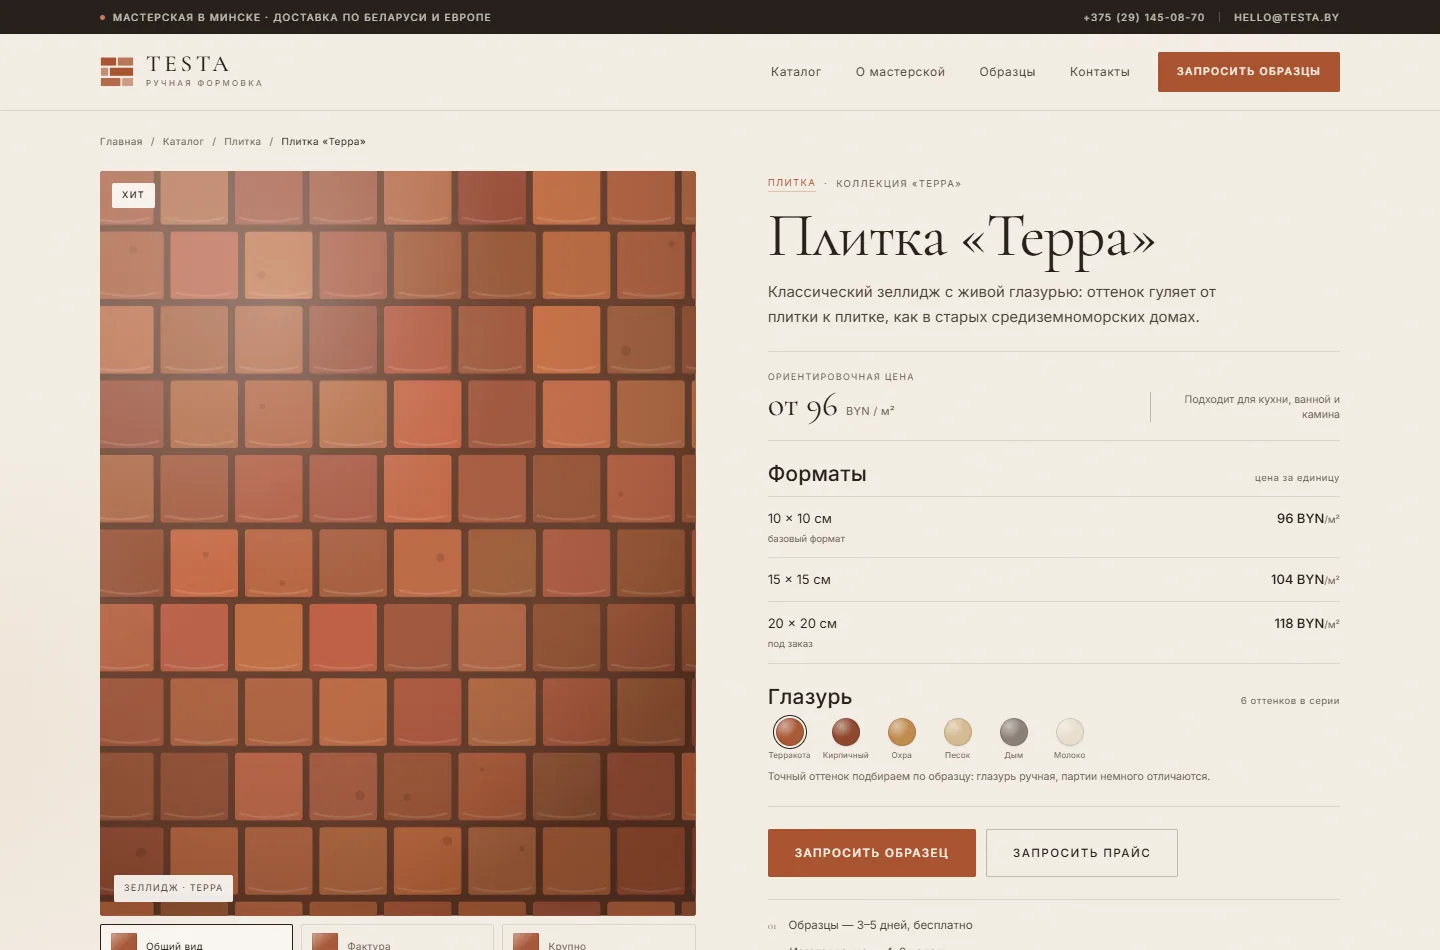 МАСТЕРСКАЯ В МИНСКЕ · ДОСТАВКА ПО БЕЛАРУСИ И ЕВРОПЕ
+375 (29) 145-08-70
HELLO@TESTA.BY
TESTA
РУЧНАЯ ФОРМОВКА
Каталог
О мастерской
Образцы
Контакты
ЗАПРОСИТЬ ОБРАЗЦЫ
Главная / Каталог / Плитка / Плитка «Терра»
ХИТ
ЗЕЛЛИДЖ · ТЕРРА
Общий вид
Фактура
Крупно
ПЛИТКА · КОЛЛЕКЦИЯ «ТЕРРА»
Плитка «Терра»
Классический зеллидж с живой глазурью: оттенок гуляет от
плитки к плитке, как в старых средиземноморских домах.
ОРИЕНТИРОВОЧНАЯ ЦЕНА
от 96 BYN / м²
Подходит для кухни, ванной и
камина
Форматы
цена за единицу
10 × 10 см
96 BYN/м²
базовый формат
15 × 15 см
104 BYN/м²
20 × 20 см
118 BYN/м²
под заказ
Глазурь
6 оттенков в серии
Терракота
Кирпичный
Охра
Песок
Дым
Молоко
Точный оттенок подбираем по образцу: глазурь ручная, партии немного отличаются.
ЗАПРОСИТЬ ОБРАЗЕЦ
ЗАПРОСИТЬ ПРАЙС
01 Образцы — 3–5 дней, бесплатно